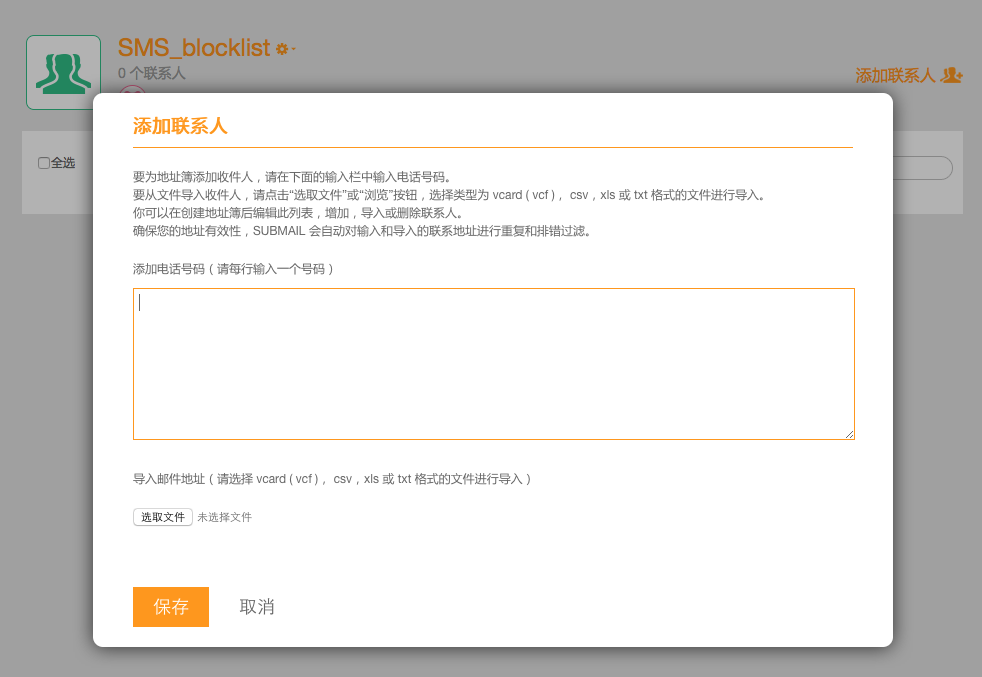 SMS_blocklist
0 个联系人
添加联系人
全选
添加联系人
要为地址簿添加收件人，请在下面的输入栏中输入电话号码。
要从文件导入收件人，请点击“选取文件”或“浏览”按钮，选择类型为 vcard ( vcf )， csv，xls 或 txt 格式的文件进行导入。
你可以在创建地址簿后编辑此列表，增加，导入或删除联系人。
确保您的地址有效性，SUBMAIL 会自动对输入和导入的联系地址进行重复和排错过滤。
添加电话号码（请每行输入一个号码）
导入邮件地址（请选择 vcard ( vcf )， csv，xls 或 txt 格式的文件进行导入）
选取文件 未选择文件
保存 取消